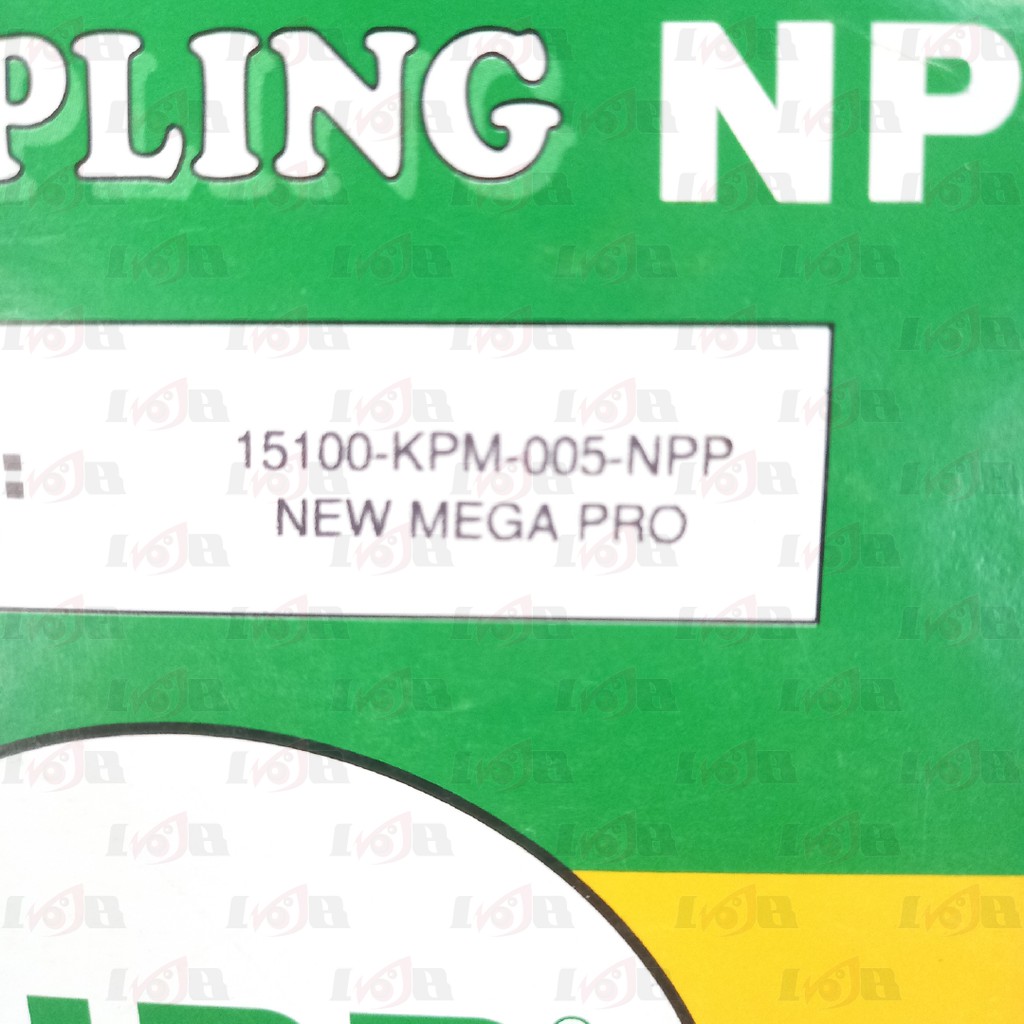 PLING NP
:
15100-KPM-005-NPP
NEW MEGA PRO